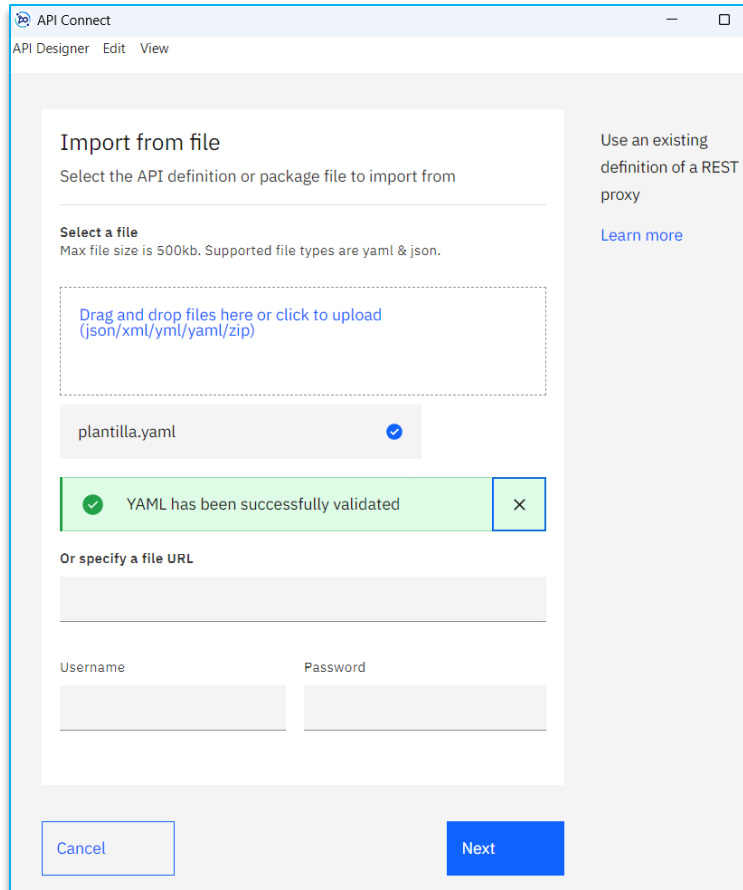 API Connect
API Designer Edit View
Import from file
Select the API definition or package file to import from
Use an existing
definition of a REST
proxy
Learn more
Select a file
Max file size is 500kb. Supported file types are yaml & json.
Drag and drop files here or click to upload
(json/xml/yml/yaml/zip)
plantilla.yaml
YAML has been successfully validated
Or specify a file URL
Username Password
Cancel Next